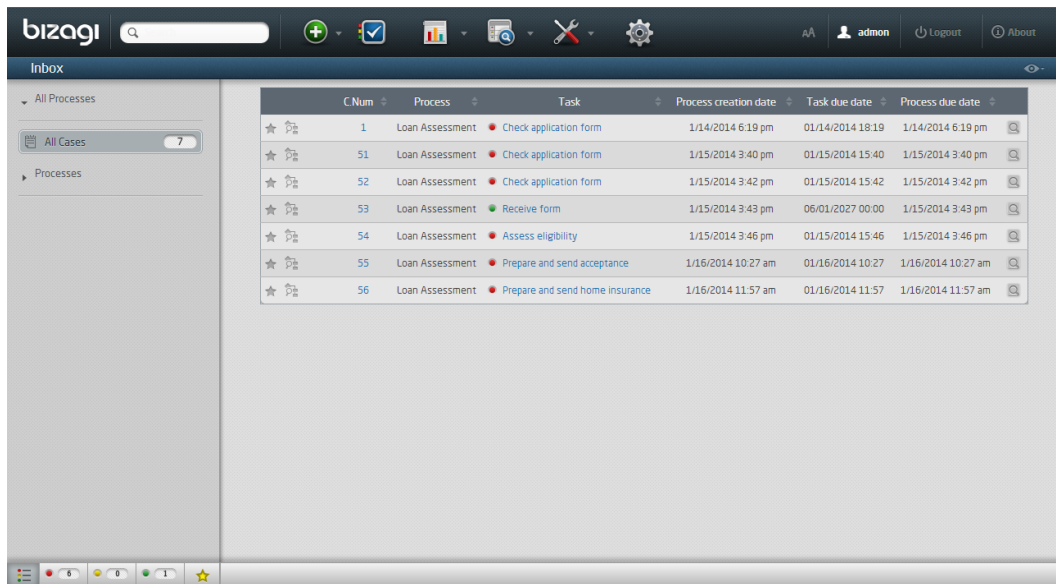 bizagi
AA admon Logout About
Inbox
All Processes
All Cases 7
Processes
C.Num Process Task Process creation date Task due date Process due date
1 Loan Assessment Check application form 1/14/2014 6:19 pm 01/14/2014 18:19 1/14/2014 6:19 pm
51 Loan Assessment Check application form 1/15/2014 3:40 pm 01/15/2014 15:40 1/15/2014 3:40 pm
52 Loan Assessment Check application form 1/15/2014 3:42 pm 01/15/2014 15:42 1/15/2014 3:42 pm
53 Loan Assessment Receive form 1/15/2014 3:43 pm 06/01/2027 00:00 1/15/2014 3:43 pm
54 Loan Assessment Assess eligibility 1/15/2014 3:46 pm 01/15/2014 15:46 1/15/2014 3:46 pm
55 Loan Assessment Prepare and send acceptance 1/16/2014 10:27 am 01/16/2014 10:27 1/16/2014 10:27 am
56 Loan Assessment Prepare and send home insurance 1/16/2014 11:57 am 01/16/2014 11:57 1/16/2014 11:57 am
6 0 1